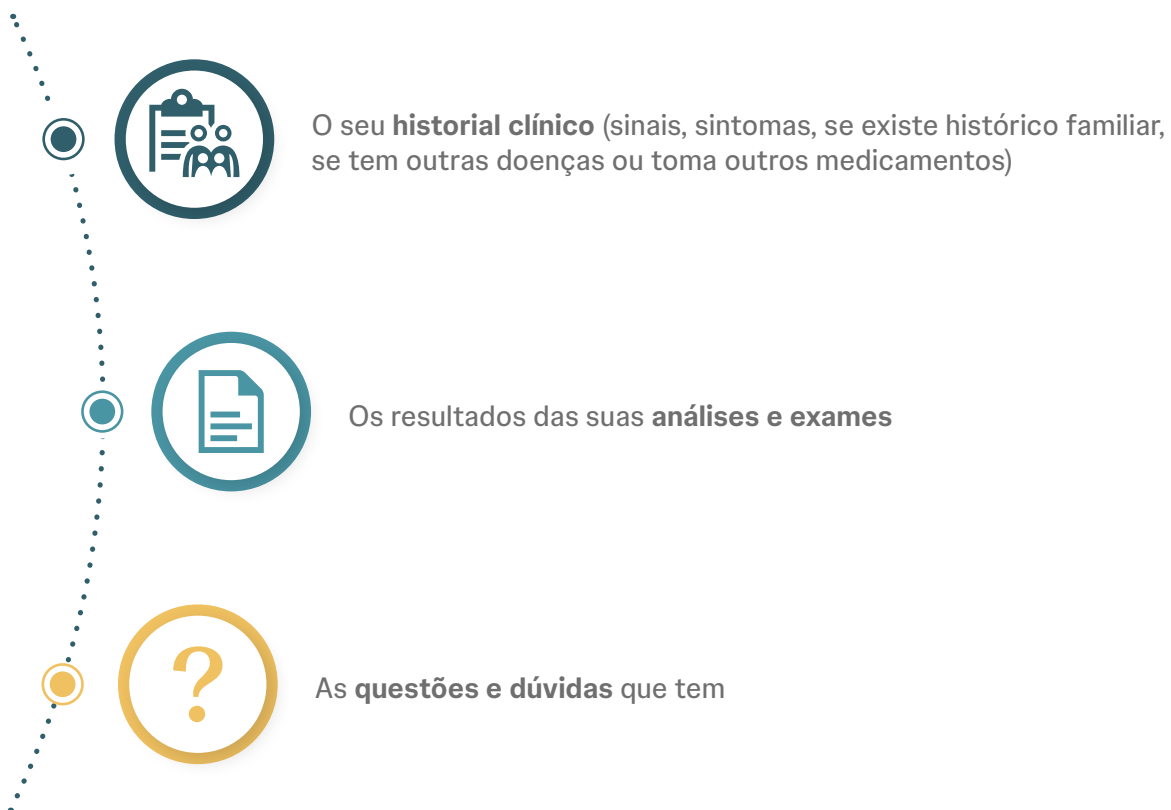 O seu historial clínico (sinais, sintomas, se existe histórico familiar,
se tem outras doenças ou toma outros medicamentos)
Os resultados das suas análises e exames
?
As questões e dúvidas que tem